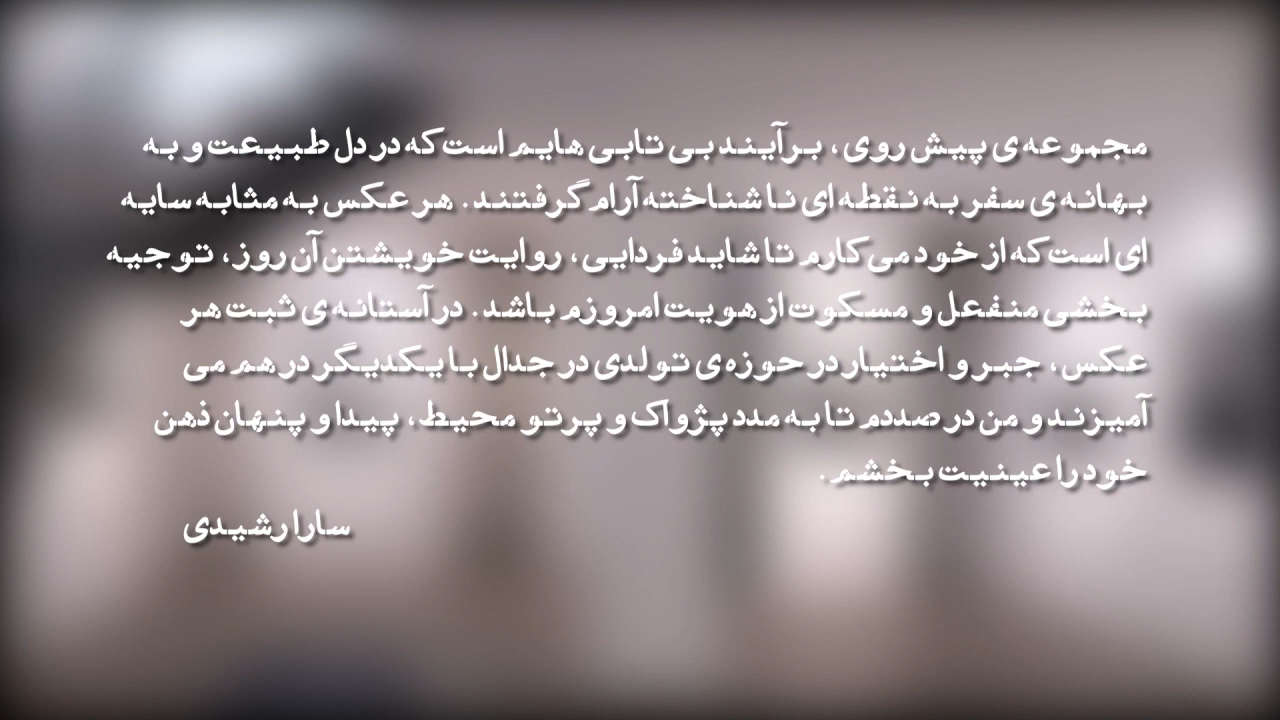 مجموعه ی پیش روی، برآیند بی تابی هایم است که در دل طبیعت و به
بهانه ی سفر به نقطه ای ناشناخته آرام گرفتند. هر عکس به مثابه سایه
ای است که از خود می کارم تا شاید فردایی، روایت خویشتن آن روز، توجیه
بخشی منفعل و مسکوت از هویت امروزم باشد. در آستانه ی ثبت هر
عکس، جبر و اختیار در حوزه ی تولدی در جدال با یکدیگر در هم می
آمیزند و من در صددم تا به مدد پژواک و پرتو محیط، پیدا و پنهان ذهن
خود را عینیت بخشم.
سارا رشیدی